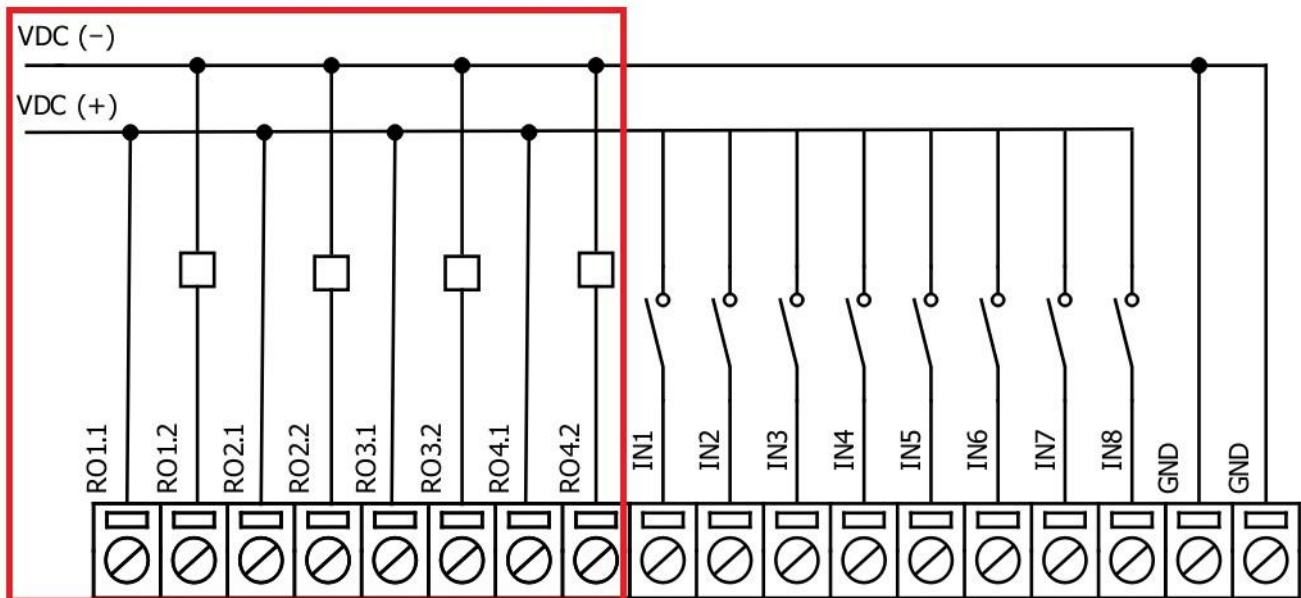 VDC (−)
VDC (+)
RO1.1
RO1.2
RO2.1
RO2.2
RO3.1
RO3.2
RO4.1
RO4.2
IN1
IN2
IN3
IN4
IN5
IN6
IN7
IN8
GND
GND